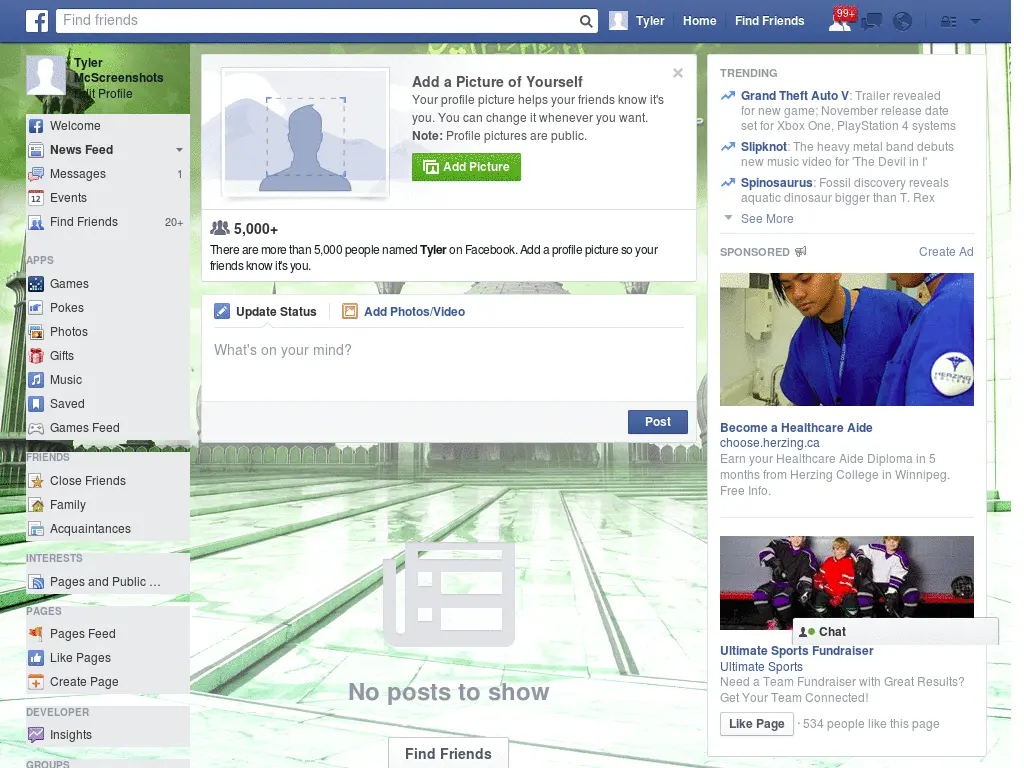 Find friends
Tyler
Home
Find Friends
99+
Tyler
McScreenshots
Edit Profile
Welcome
News Feed
Messages 1
12 Events
Find Friends 20+
APPS
Games
Pokes
Photos
Gifts
Music
Saved
Games Feed
FRIENDS
Close Friends
Family
Acquaintances
INTERESTS
Pages and Public ...
PAGES
Pages Feed
Like Pages
Create Page
DEVELOPER
Insights
GROUPS
Add a Picture of Yourself
Your profile picture helps your friends know it's
you. You can change it whenever you want.
Note: Profile pictures are public.
Add Picture
5,000+
There are more than 5,000 people named Tyler on Facebook. Add a profile picture so your
friends know it's you.
Update Status
Add Photos/Video
What's on your mind?
Post
No posts to show
Find Friends
TRENDING
Grand Theft Auto V: Trailer revealed
for new game; November release date
set for Xbox One, PlayStation 4 systems
Slipknot: The heavy metal band debuts
new music video for 'The Devil in I'
Spinosaurus: Fossil discovery reveals
aquatic dinosaur bigger than T. Rex
See More
SPONSORED
Create Ad
HERZING
COLLEGE
Become a Healthcare Aide
choose.herzing.ca
Earn your Healthcare Aide Diploma in 5
months from Herzing College in Winnipeg.
Free Info.
Chat
Ultimate Sports Fundraiser
Ultimate Sports
Need a Team Fundraiser with Great Results?
Get Your Team Connected!
Like Page · 534 people like this page